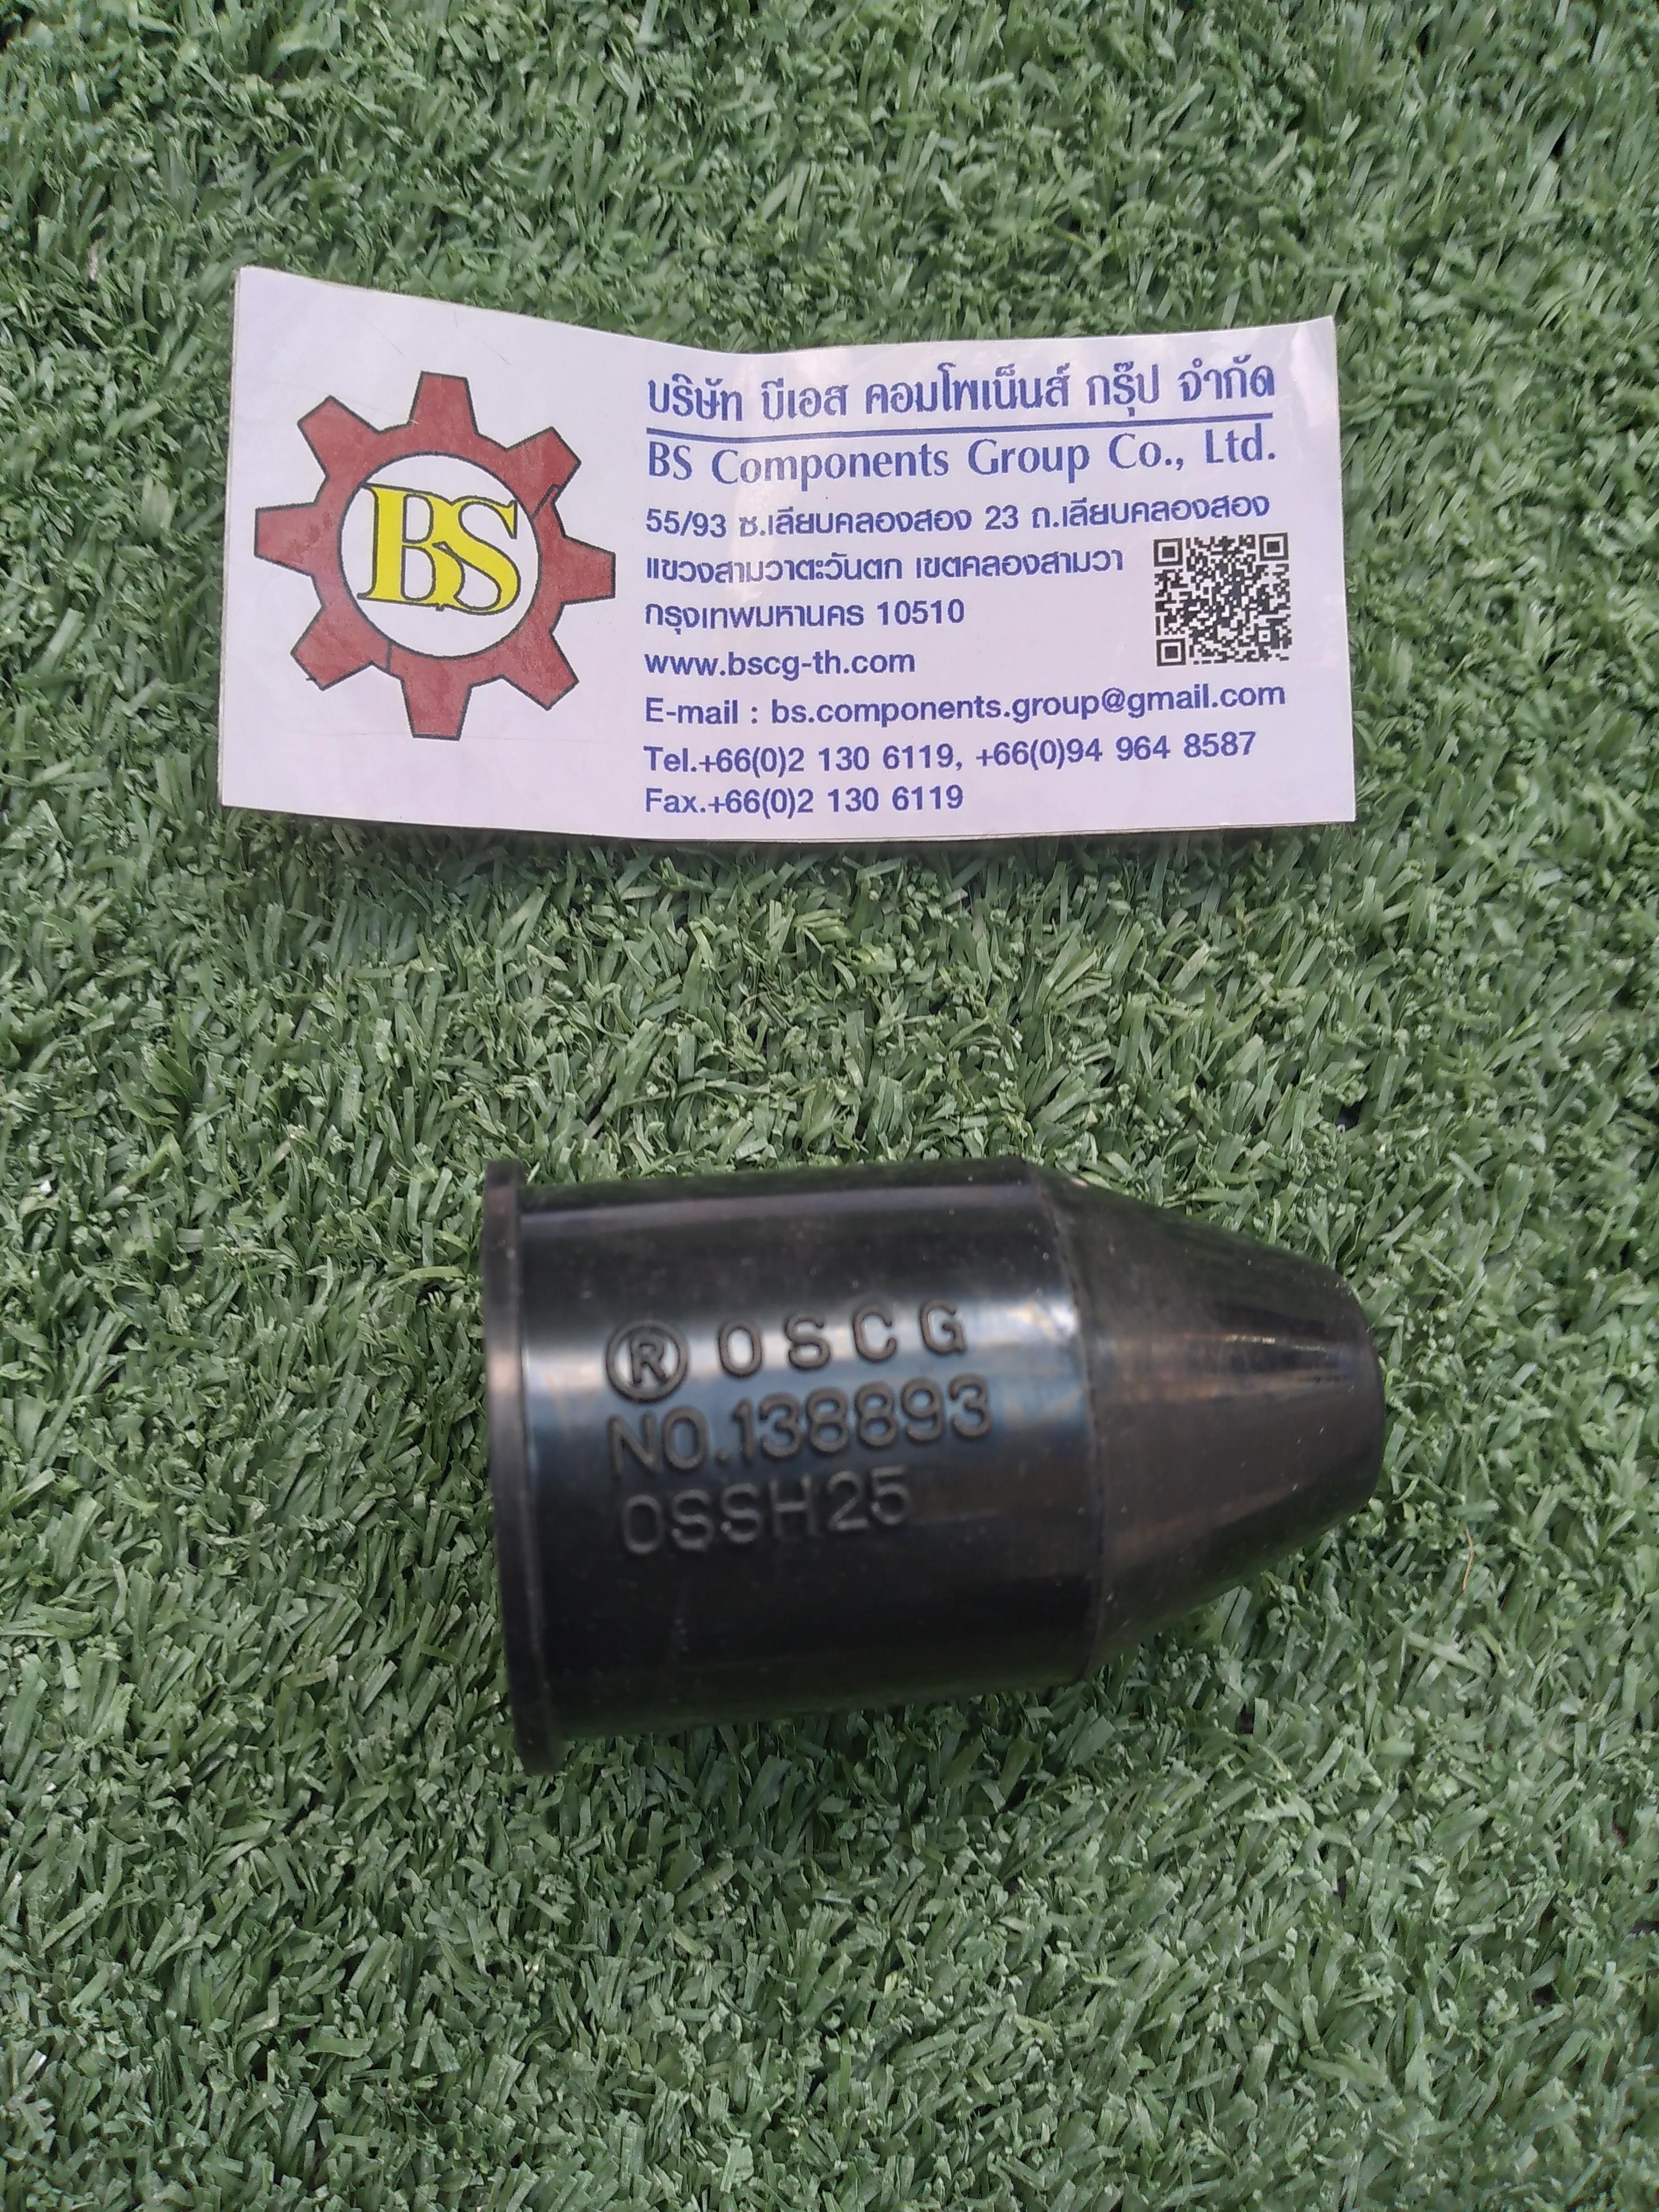 BS
บริษัท บีเอส คอมโพเน็นส์ กรุ๊ป จำกัด
BS Components Group Co., Ltd.
55/93 ซ.เลียบคลองสอง 23 ถ.เลียบคลองสอง
แขวงสามวาตะวันตก เขตคลองสามวา
กรุงเทพมหานคร 10510
www.bscg-th.com
E-mail : bs.components.group@gmail.com
Tel.+66(0)2 130 6119, +66(0)94 964 8587
Fax.+66(0)2 130 6119
® OSCG
NO.138893
OSSH25